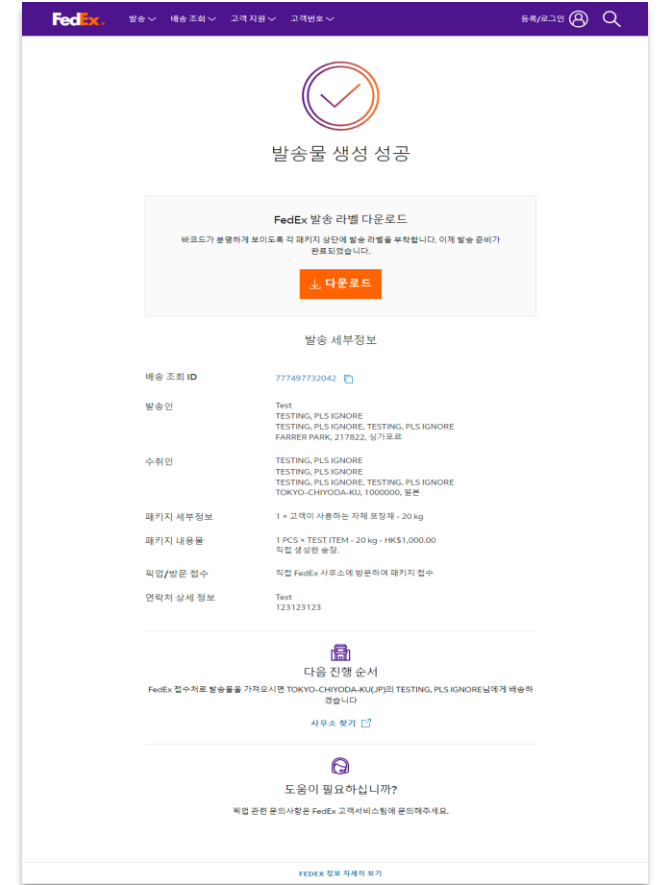 FedEx.
발송
배송 조회
고객 지원
고객번호
등록/로그인
발송물 생성 성공
FedEx 발송 라벨 다운로드
바코드가 분명하게 보이도록 각 패키지 상단에 발송 라벨을 부착합니다. 이제 발송 준비가
완료되었습니다.
다운로드
발송 세부정보
배송 조회 ID
777497732042
발송인
Test
TESTING, PLS IGNORE
TESTING, PLS IGNORE, TESTING, PLS IGNORE
FARRER PARK, 217822, 싱가포르
수취인
TESTING, PLS IGNORE
TESTING, PLS IGNORE
TESTING, PLS IGNORE, TESTING, PLS IGNORE
TOKYO-CHIYODA-KU, 1000000, 일본
패키지 세부정보
1 × 고객이 사용하는 자체 포장재 - 20 kg
패키지 내용물
1 PCS × TEST ITEM - 20 kg - HK$1,000.00
직접 생성한 송장.
픽업/방문 접수
직접 FedEx 사무소에 방문하여 패키지 접수
연락처 상세 정보
Test
123123123
다음 진행 순서
FedEx 접수처로 발송물을 가져오시면 TOKYO-CHIYODA-KU(JP)의 TESTING, PLS IGNORE님에게 배송하
겠습니다
사무소 찾기
도움이 필요하십니까?
픽업 관련 문의사항은 FedEx 고객서비스팀에 문의해주세요.
FEDEX 정보 자세히 보기